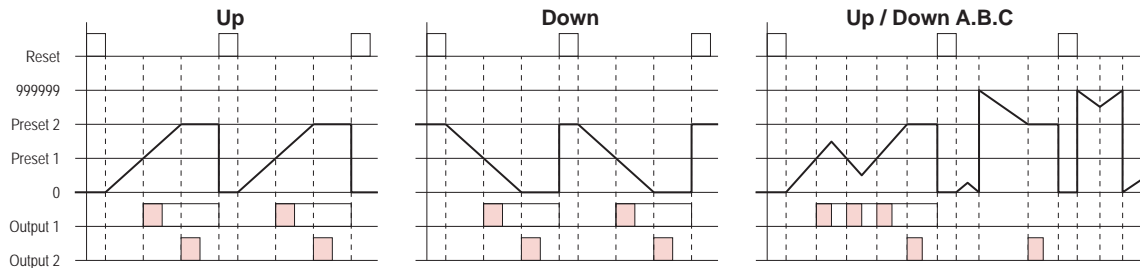 Up
Down
Up / Down A.B.C
Reset
999999
Preset 2
Preset 1
0
Output 1
Output 2